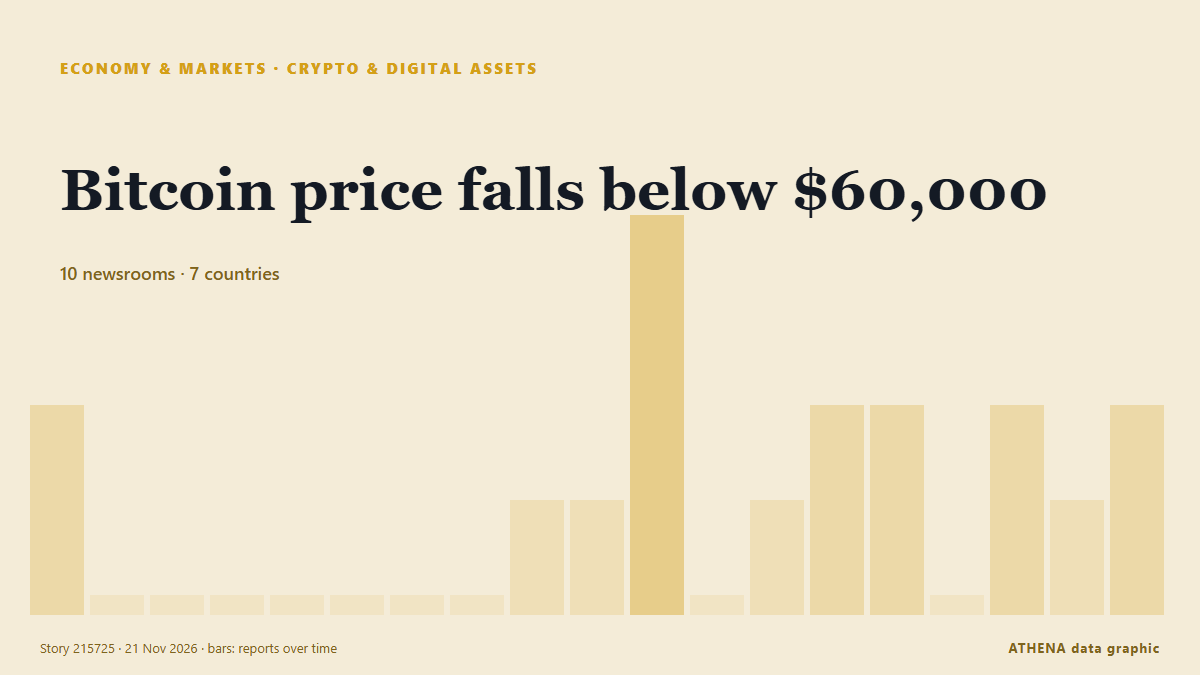 ECONOMY & MARKETS · CRYPTO & DIGITAL ASSETS
Bitcoin price falls below $60,000
10 newsrooms · 7 countries
Story 215725 · 21 Nov 2026 · bars: reports over time
ATHENA data graphic